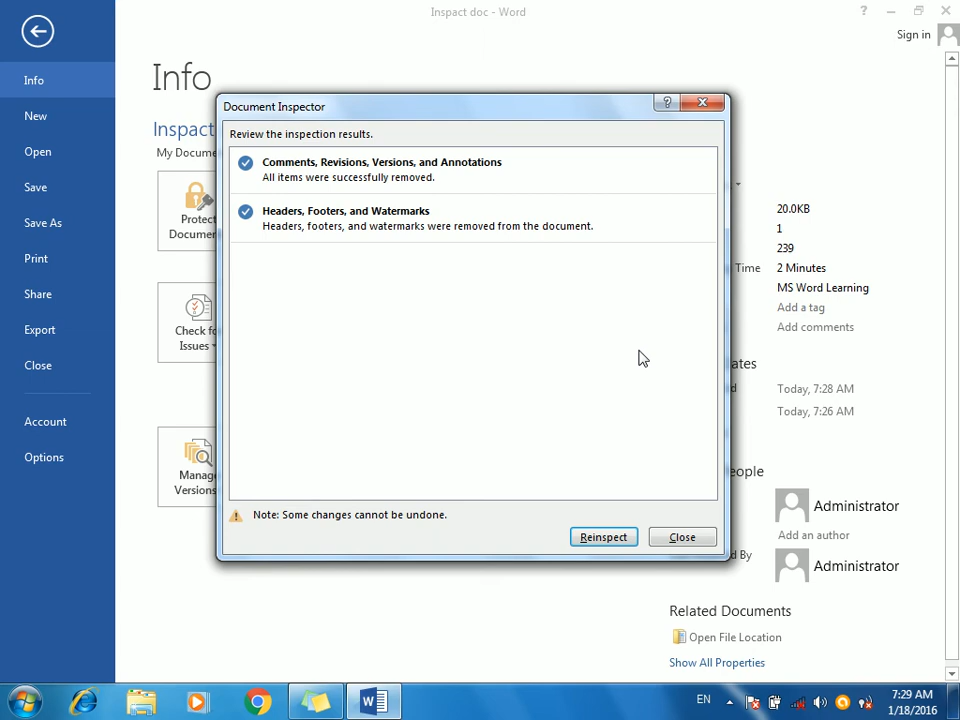 Inspact doc - Word
Sign in
Info
New
Open
Save
Save As
Print
Share
Export
Close
Account
Options
Info
Inspact
My Docume
Protect
Documen
Check fo
Issues
Manage
Versions
Document Inspector
Review the inspection results.
Comments, Revisions, Versions, and Annotations
All items were successfully removed.
Headers, Footers, and Watermarks
Headers, footers, and watermarks were removed from the document.
Note: Some changes cannot be undone.
Reinspect
Close
20.0KB
1
239
Time 2 Minutes
MS Word Learning
Add a tag
Add comments
ates
d Today, 7:28 AM
Today, 7:26 AM
eople
Administrator
Add an author
d By
Administrator
Related Documents
Open File Location
Show All Properties
EN
7:29 AM
1/18/2016